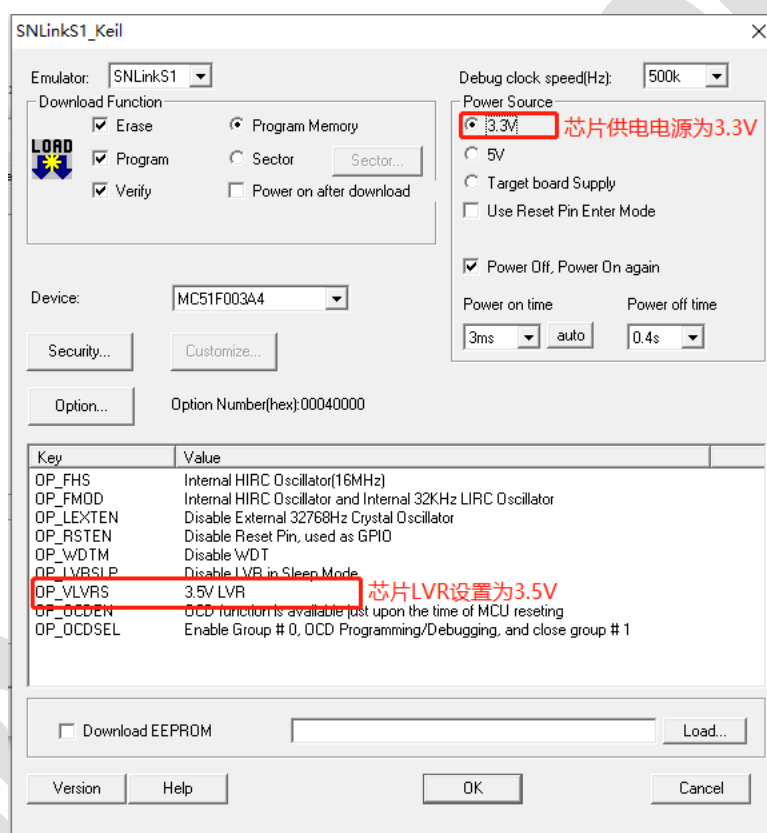 SNLinkS1_Keil
Emulator: SNLinkS1
Debug clock speed(Hz): 500k
Download Function
LOAD
Erase
Program
Verify
Program Memory
Sector
Sector...
Power on after download
Power Source
3.3V
芯片供电电源为3.3V
5V
Target board Supply
Use Reset Pin Enter Mode
Power Off, Power On again
Power on time
Power off time
3ms
auto
0.4s
Device: MC51F003A4
Security...
Customize...
Option...
Option Number(hex):00040000
Key Value
OP_FHS Internal HIRC Oscillator(16MHz)
OP_FMOD Internal HIRC Oscillator and Internal 32KHz LIRC Oscillator
OP_LEXTEN Disable External 32768Hz Crystal Oscillator
OP_RSTEN Disable Reset Pin, used as GPIO
OP_WDTM Disable WDT
OP_LVRSLP Disable LVR in Sleep Mode
OP_VLVRS 3.5V LVR
芯片LVR设置为3.5V
OP_OCDEN OCD function is available just upon the time of MCU reseting
OP_OCDSEL Enable Group # 0, OCD Programming/Debugging, and close group # 1
Download EEPROM
Load...
Version
Help
OK
Cancel